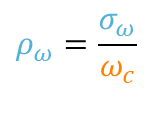 ρ_ω = σ_ω / ω_c